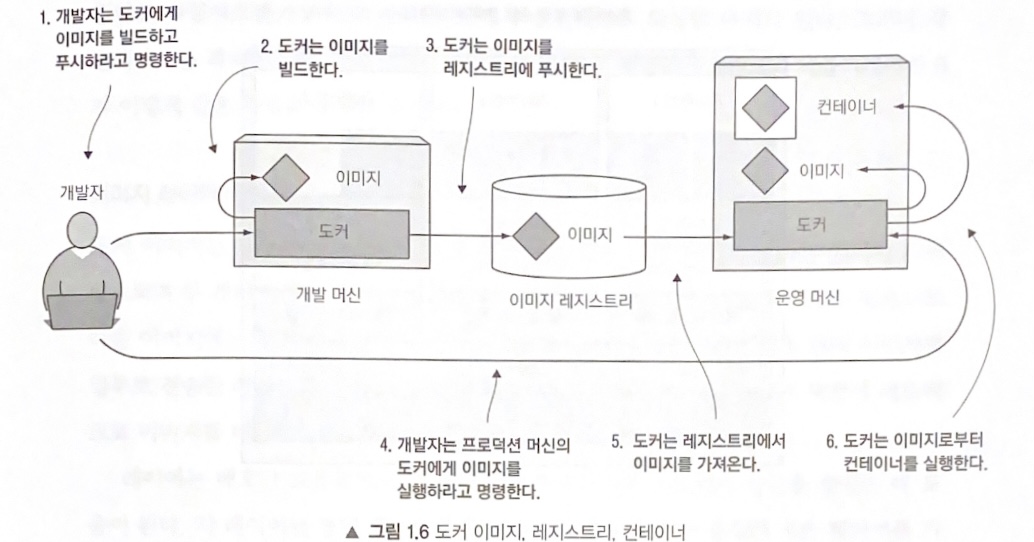 1. 개발자는 도커에게
이미지를 빌드하고
푸시하라고 명령한다.
2. 도커는 이미지를
빌드한다.
3. 도커는 이미지를
레지스트리에 푸시한다.
개발자
이미지
도커
개발 머신
이미지
이미지 레지스트리
컨테이너
이미지
도커
운영 머신
4. 개발자는 프로덕션 머신의
도커에게 이미지를
실행하라고 명령한다.
5. 도커는 레지스트리에서
이미지를 가져온다.
6. 도커는 이미지로부터
컨테이너를 실행한다.
▲ 그림 1.6 도커 이미지, 레지스트리, 컨테이너